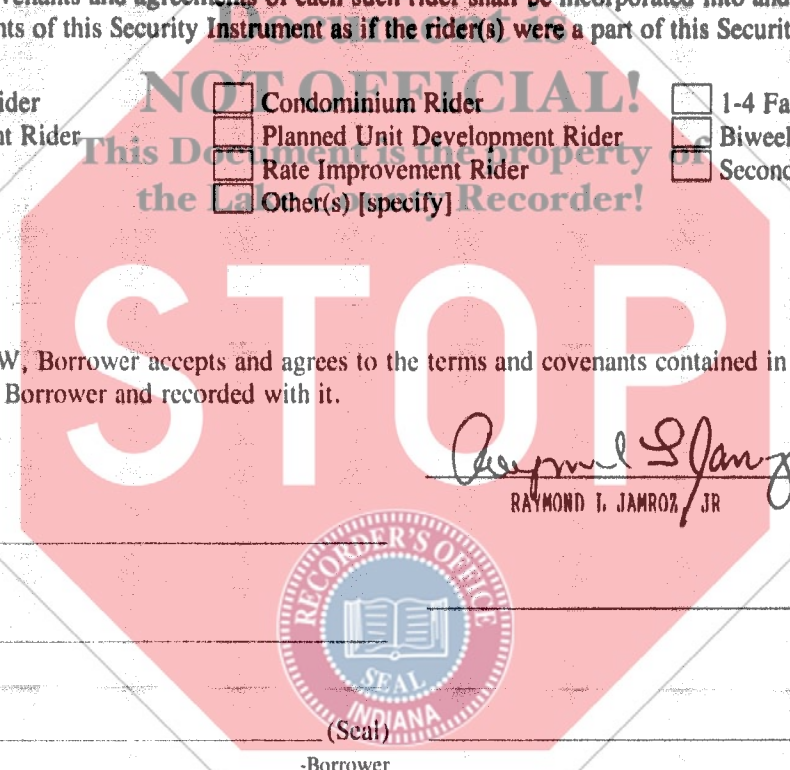 venants and agreements of each such rider shall be incorporated into and
nts of this Security Instrument as if the rider(s) were a part of this Securit
Document is
NOT OFFICIAL!
This Document is the property of
the Lake County Recorder!
ider
Condominium Rider
1-4 Fa
nt Rider
Planned Unit Development Rider
Biweel
Rate Improvement Rider
Second
Other(s) [specify]
STOP
W, Borrower accepts and agrees to the terms and covenants contained in
Borrower and recorded with it.
RAYMOND L JAMROZ, JR
RECORDER'S OFFICE
SEAL
INDIANA
(Seal)
-Borrower